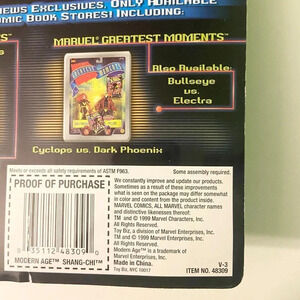 NEWS EXCLUSIVES, ONLY AVAILABLE
COMIC BOOK STORES! INCLUDING:
MARVEL'S GREATEST MOMENTS™
Also Available:
Bullseye
vs.
Electra
Cyclops vs. Dark Phoenix
Meets or exceeds all safety requirements of ASTM F963.
Some assembly required.
PROOF OF PURCHASE
35112 48309
MODERN AGE™ SHANG-CHI™
We constantly improve and update our products.
Sometimes as a result of these improvements
what is seen on the package may differ somewhat
in color and content from the product inside.
MARVEL COMICS, ALL MARVEL character names
and distinctive likenesses thereof:
TM and © 1999 Marvel Characters, Inc.
All Rights Reserved.
Toy Biz, a division of Marvel Enterprises, Inc.
TM and © 1999 Marvel Enterprises, Inc.
All Rights Reserved.
Modern Age™ is a trademark of
Marvel Enterprises, Inc.
Toy Biz, NYC 10017
V-3
ITEM NO. 48309